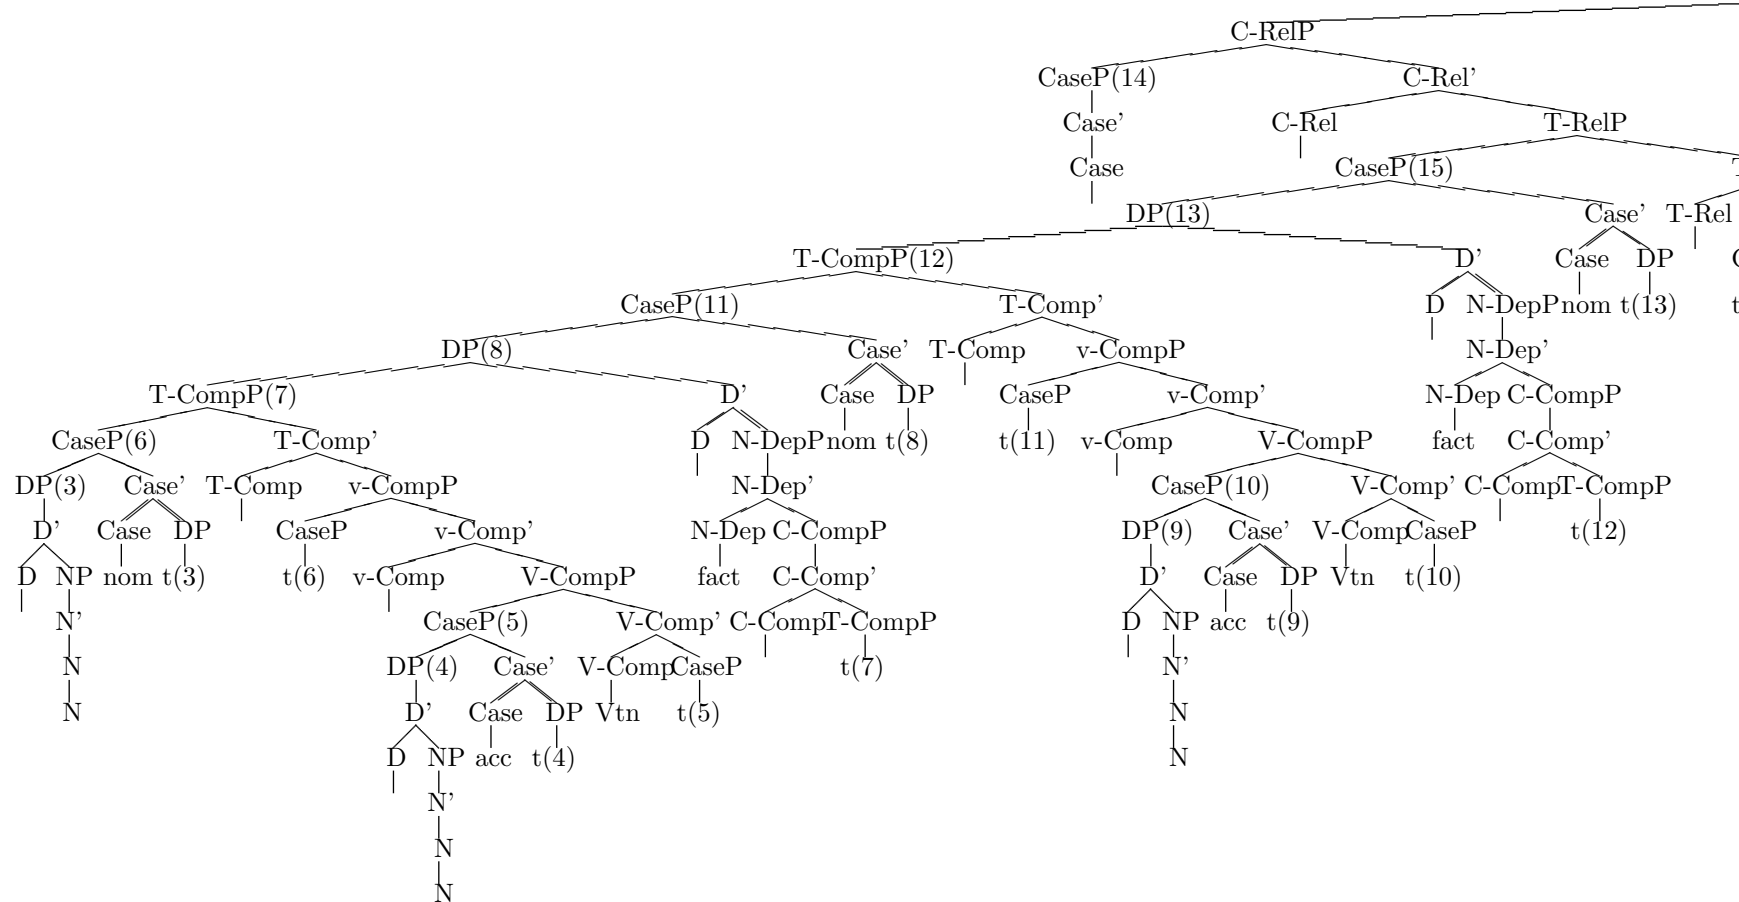 C-RelP
CaseP(14) C-Rel'
Case' C-Rel T-RelP
Case CaseP(15)
DP(13) Case' T-Rel
T-CompP(12) D' Case DP
CaseP(11) T-Comp' D N-DepP nom t(13)
DP(8) Case' T-Comp v-CompP N-Dep'
T-CompP(7) D' Case DP CaseP v-Comp' N-Dep C-CompP
CaseP(6) T-Comp' D N-DepP nom t(8) t(11) v-Comp V-CompP fact C-Comp'
DP(3) Case' T-Comp v-CompP N-Dep' CaseP(10) V-Comp' C-Comp T-CompP
D' Case DP CaseP v-Comp' N-Dep C-CompP DP(9) Case' V-Comp CaseP t(12)
D NP nom t(3) t(6) v-Comp V-CompP fact C-Comp' D' Case DP Vtn t(10)
N' CaseP(5) V-Comp' C-Comp T-CompP D NP acc t(9)
N DP(4) Case' V-Comp CaseP t(7) N'
N D' Case DP Vtn t(5) N
D NP acc t(4) N
N'
N
N